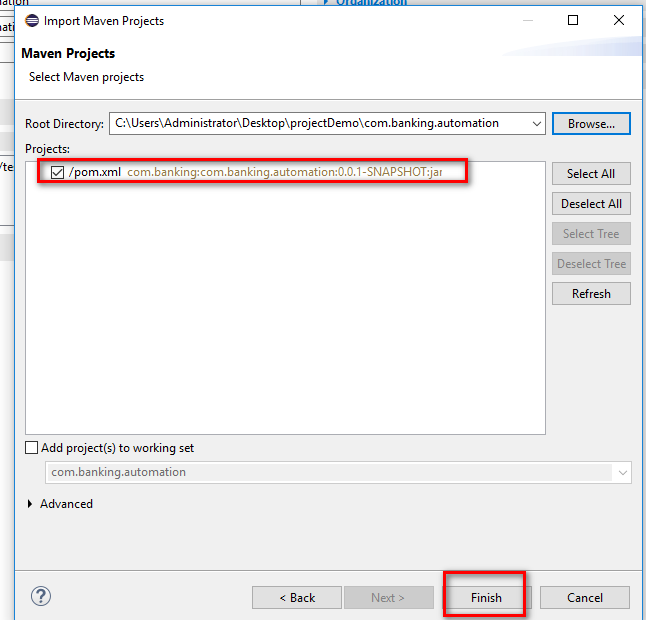 Organization
Import Maven Projects
Maven Projects
Select Maven projects
Root Directory: C:\Users\Administrator\Desktop\projectDemo\com.banking.automation Browse...
Projects:
/pom.xml com.banking:com.banking.automation:0.0.1-SNAPSHOT:jar
Select All
Deselect All
Select Tree
Deselect Tree
Refresh
Add project(s) to working set
com.banking.automation
Advanced
? < Back Next > Finish Cancel